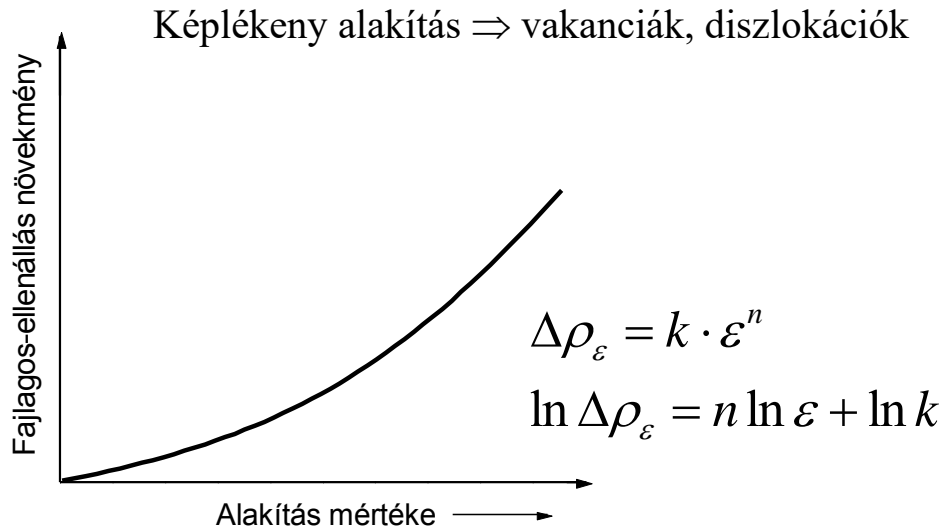 Képlékeny alakítás ⇒ vakanciák, diszlokációk
Fajlagos-ellenállás növekmény
Δρ_ε = k · ε^n
ln Δρ_ε = n ln ε + ln k
Alakítás mértéke